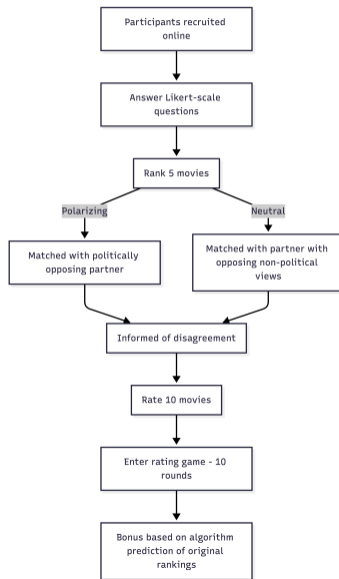 Participants recruited
online
Answer Likert-scale
questions
Rank 5 movies
Polarizing
Neutral
Matched with politically
opposing partner
Matched with partner with
opposing non-political
views
Informed of disagreement
Rate 10 movies
Enter rating game - 10
rounds
Bonus based on algorithm
prediction of original
rankings